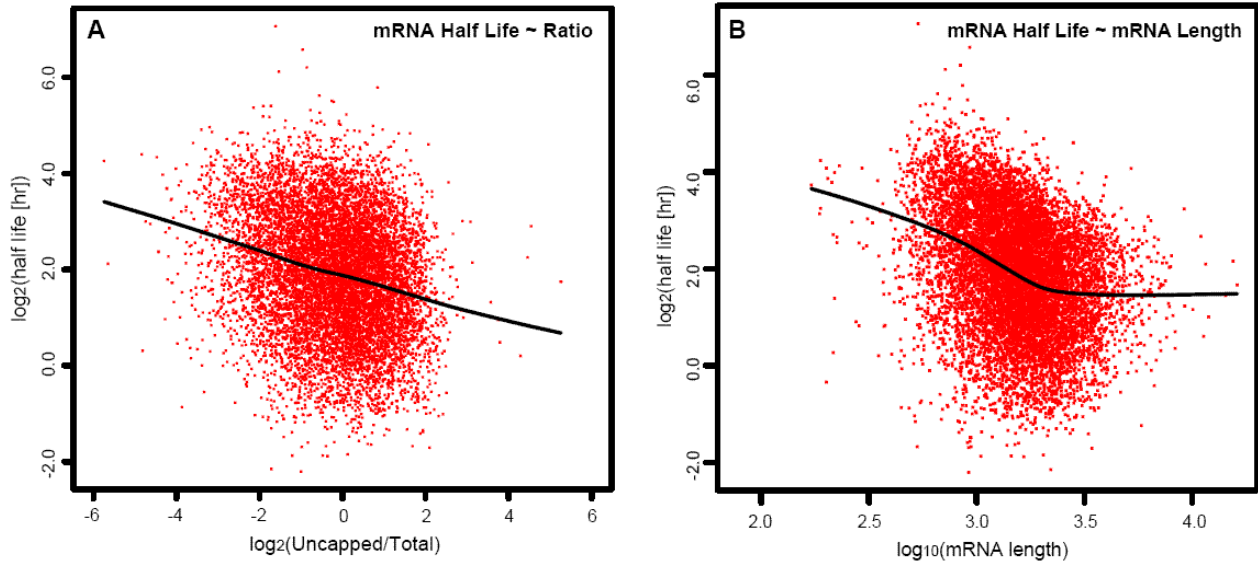 A
mRNA Half Life ~ Ratio
log2(half life [hr])
6.0
4.0
2.0
0.0
-2.0
-6
-4
-2
0
2
4
6
log2(Uncapped/Total)
B
mRNA Half Life ~ mRNA Length
log2(half life [hr])
6.0
4.0
2.0
0.0
-2.0
2.0
2.5
3.0
3.5
4.0
log10(mRNA length)